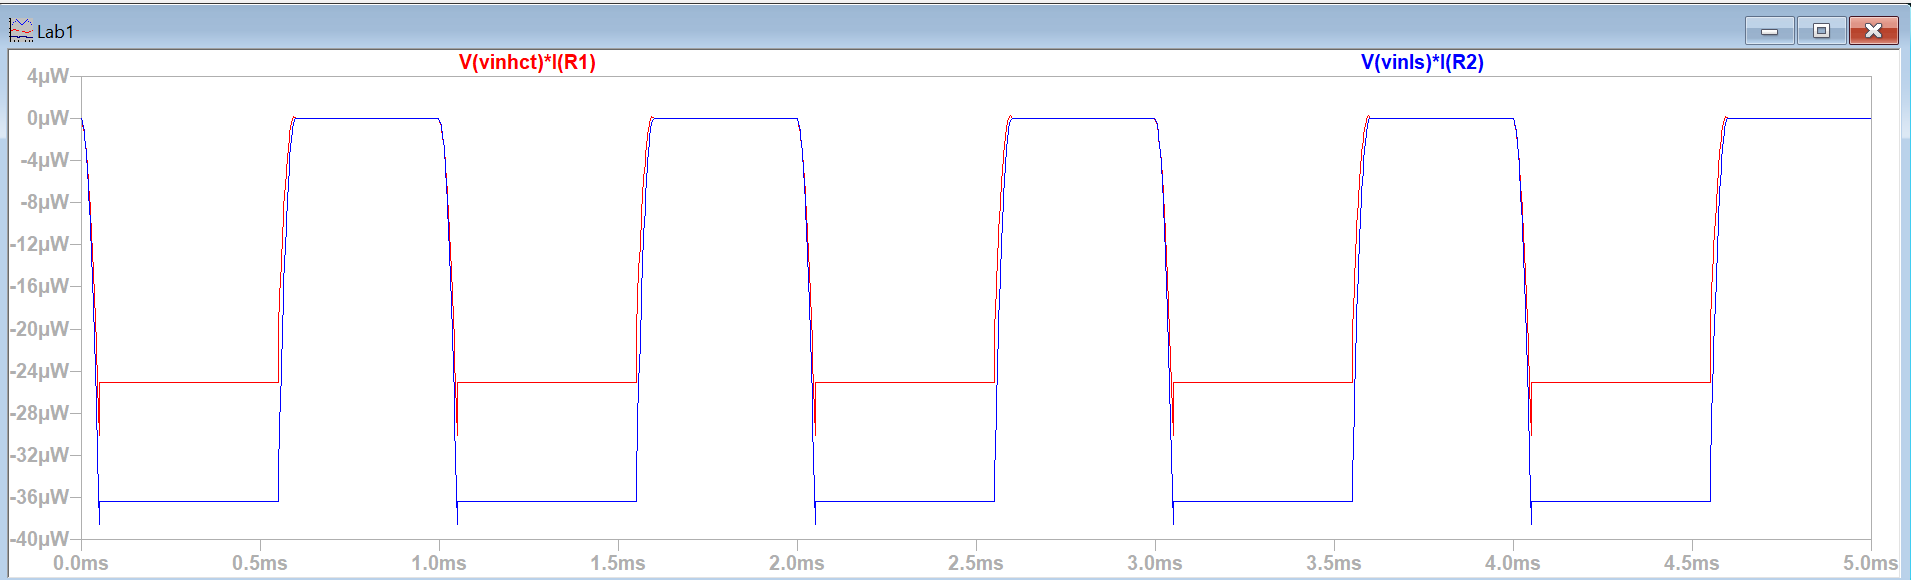 Lab1
V(vinhct)*I(R1) V(vinls)*I(R2)
4µW
0µW
-4µW
-8µW
-12µW
-16µW
-20µW
-24µW
-28µW
-32µW
-36µW
-40µW
0.0ms 0.5ms 1.0ms 1.5ms 2.0ms 2.5ms 3.0ms 3.5ms 4.0ms 4.5ms 5.0ms